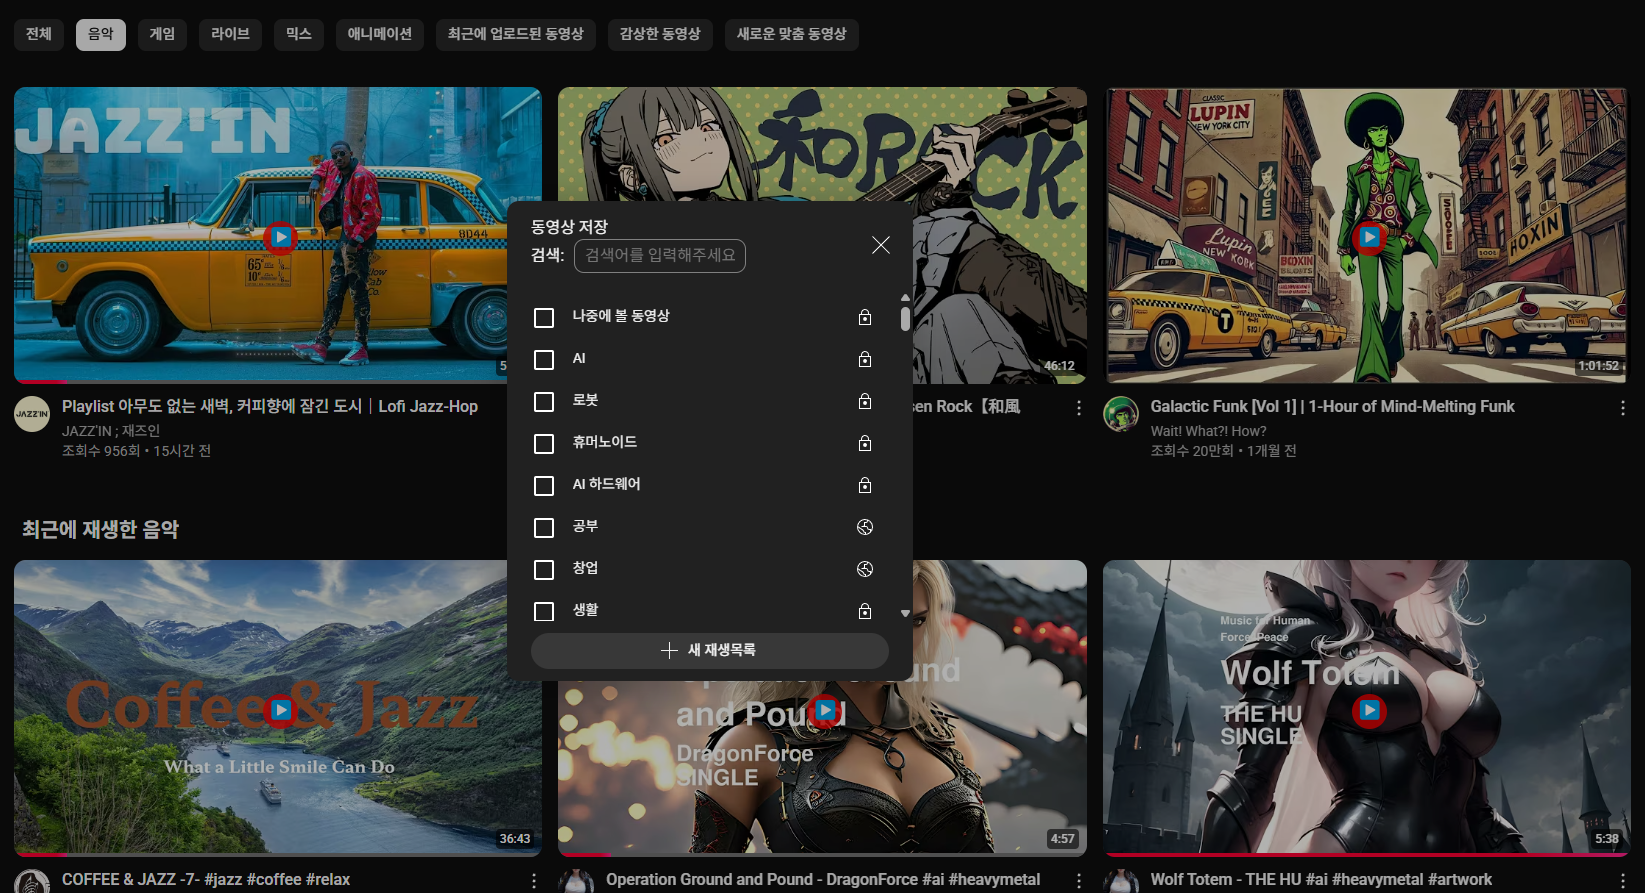 전체
음악
게임
라이브
믹스
애니메이션
최근에 업로드된 동영상
감상한 동영상
새로운 맞춤 동영상
JAZZ'IN
8D44
65¢
10¢
5
和ROCK
46:12
CLASSIC
LUPIN
NEW YORK CITY
Lupin
NEW YORK
BOXIN
HOXIN
T
1:01:52
동영상 저장
검색:
검색어를 입력해주세요
나중에 볼 동영상
AI
로봇
휴머노이드
AI 하드웨어
공부
창업
생활
새 재생목록
JAZZ'IN
Playlist 아무도 없는 새벽, 커피향에 잠긴 도시｜Lofi Jazz-Hop
JAZZ'IN ; 재즈인
조회수 956회 • 15시간 전
sen Rock【和風
Galactic Funk [Vol 1] | 1-Hour of Mind-Melting Funk
Wait! What?! How?
조회수 20만회 • 1개월 전
최근에 재생한 음악
Coffee & Jazz
What a Little Smile Can Do
36:43
and Pound
DragonForce
SINGLE
4:57
Music for Human
Force Peace
Wolf Totem
THE HU
SINGLE
5:38
COFFEE & JAZZ -7- #jazz #coffee #relax
Operation Ground and Pound - DragonForce #ai #heavymetal
Wolf Totem - THE HU #ai #heavymetal #artwork